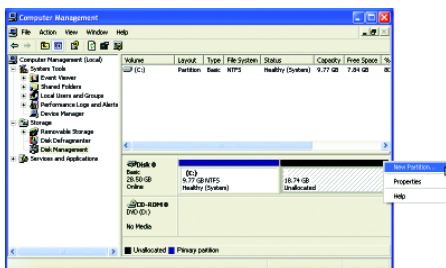 Computer Management
File Action View Window Help
Computer Management (Local)
System Tools
Event Viewer
Shared Folders
Local Users and Groups
Performance Logs and Alerts
Device Manager
Storage
Removable Storage
Disk Defragmenter
Disk Management
Services and Applications
Volume Layout Type File System Status Capacity Free Space %
(C:) Partition Basic NTFS Healthy (System) 9.77 GB 7.84 GB 80
Disk 0
Basic
28.50 GB
Online
(C:)
9.77 GB NTFS
Healthy (System)
18.74 GB
Unallocated
New Partition...
Properties
Help
CD-ROM 0
DVD (D:)
No Media
Unallocated Primary partition